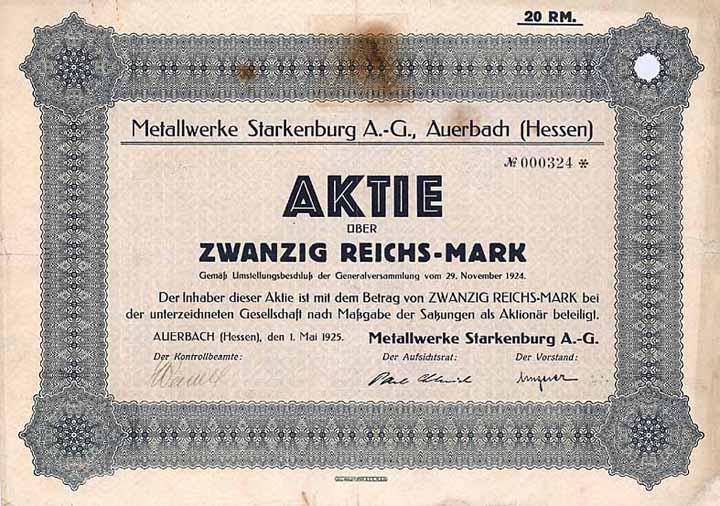 20 RM.
Metallwerke Starkenburg A.-G., Auerbach (Hessen)
№ 000324 *
AKTIE
ÜBER
ZWANZIG REICHS-MARK
Gemäß Umstellungsbeschluß der Generalversammlung vom 29. November 1924.
Der Inhaber dieser Aktie ist mit dem Betrag von ZWANZIG REICHS-MARK bei
der unterzeichneten Gesellschaft nach Maßgabe der Satzungen als Aktionär beteiligt.
AUERBACH (Hessen), den 1. Mai 1925. Metallwerke Starkenburg A.-G.
Der Kontrollbeamte: Der Aufsichtsrat: Der Vorstand: